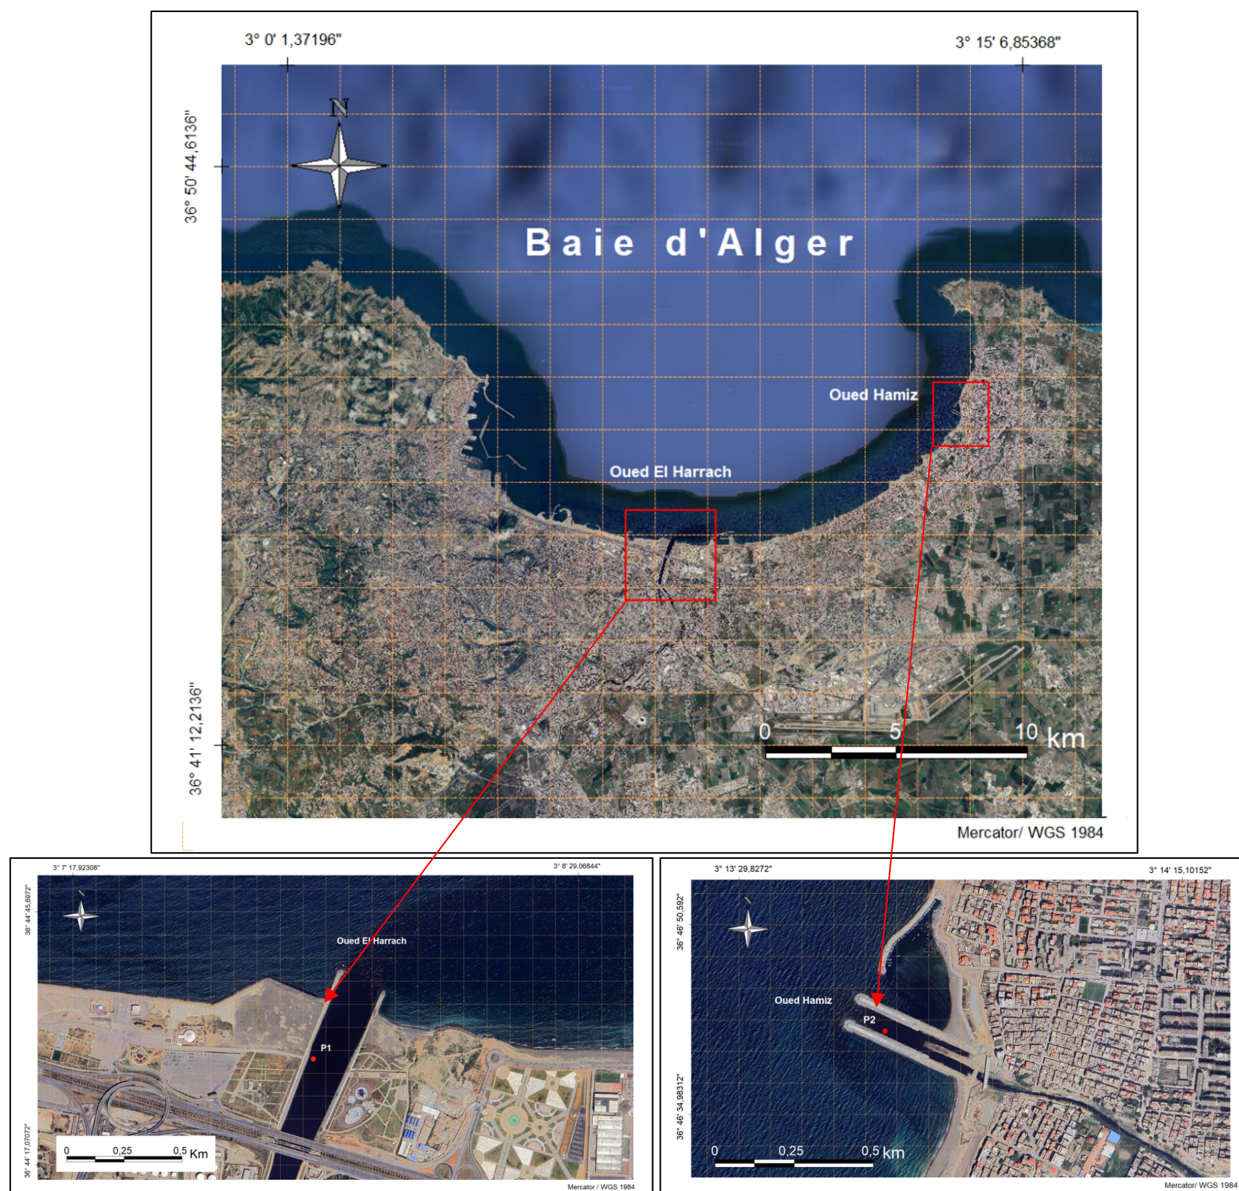 3° 0' 1,37196"
3° 15' 6,85368"
N
36° 50' 44,6136"
Baie d'Alger
Oued Hamiz
Oued El Harrach
36° 41' 12,2136"
0 5 10 km
Mercator/ WGS 1984
3° 7' 17,92308"
3° 8' 29,06844"
36° 44' 45,6972"
Oued El Harrach
P1
36° 44' 17,07072"
0 0,25 0,5 Km
Mercator / WGS 1984
3° 13' 29,8272"
3° 14' 15,10152"
36° 46' 50,592"
Oued Hamiz
P2
36° 46' 34,98312"
0 0,25 0,5 km
Mercator/ WGS 1984